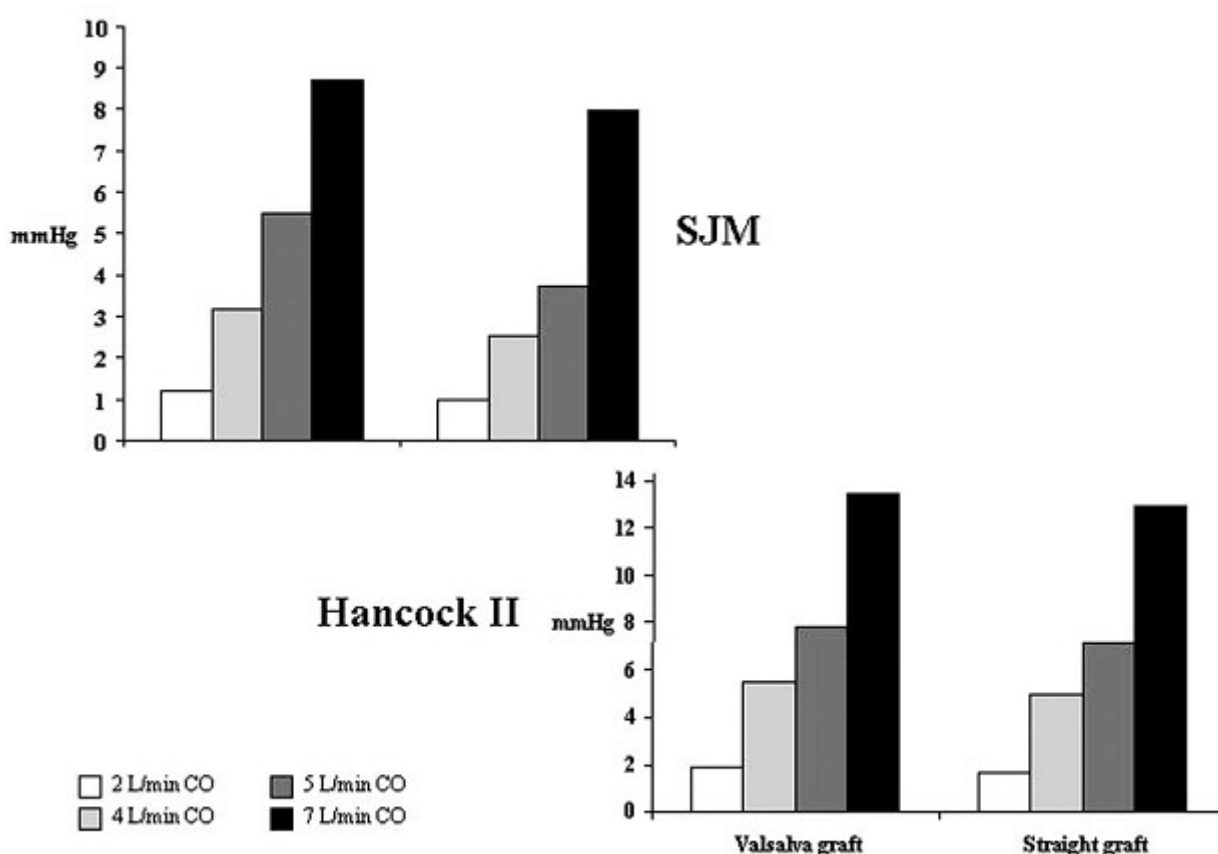 10
9
8
7
6
mmHg 5
4
3
2
1
0
SJM
14
12
10
Hancock II
mmHg 8
6
4
2
0
2 L/min CO 5 L/min CO
4 L/min CO 7 L/min CO
Valsalva graft Straight graft